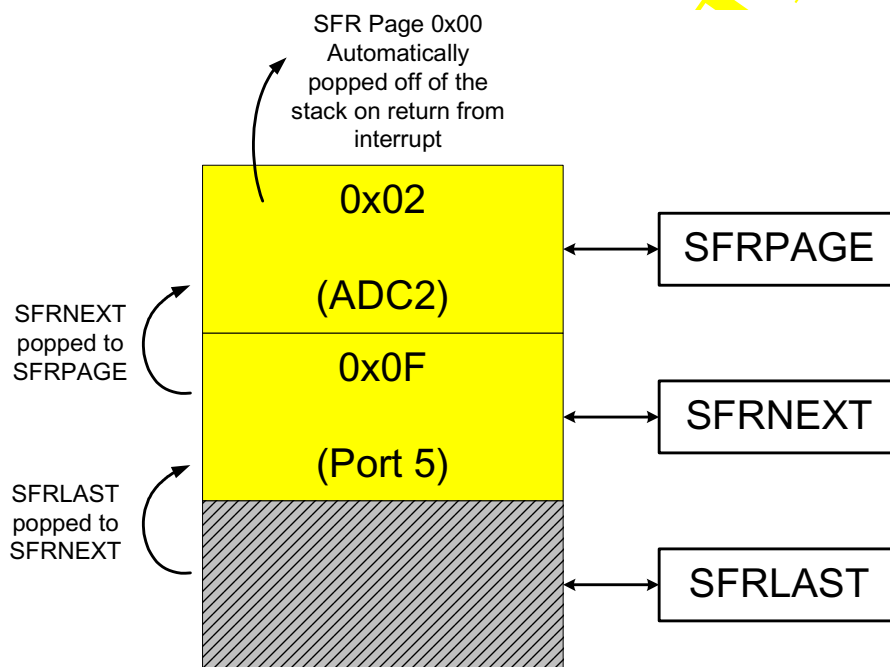 SFR Page 0x00
Automatically
popped off of the
stack on return from
interrupt
0x02
(ADC2)
SFRPAGE
SFRNEXT
popped to
SFRPAGE
0x0F
(Port 5)
SFRNEXT
SFRLAST
popped to
SFRNEXT
SFRLAST